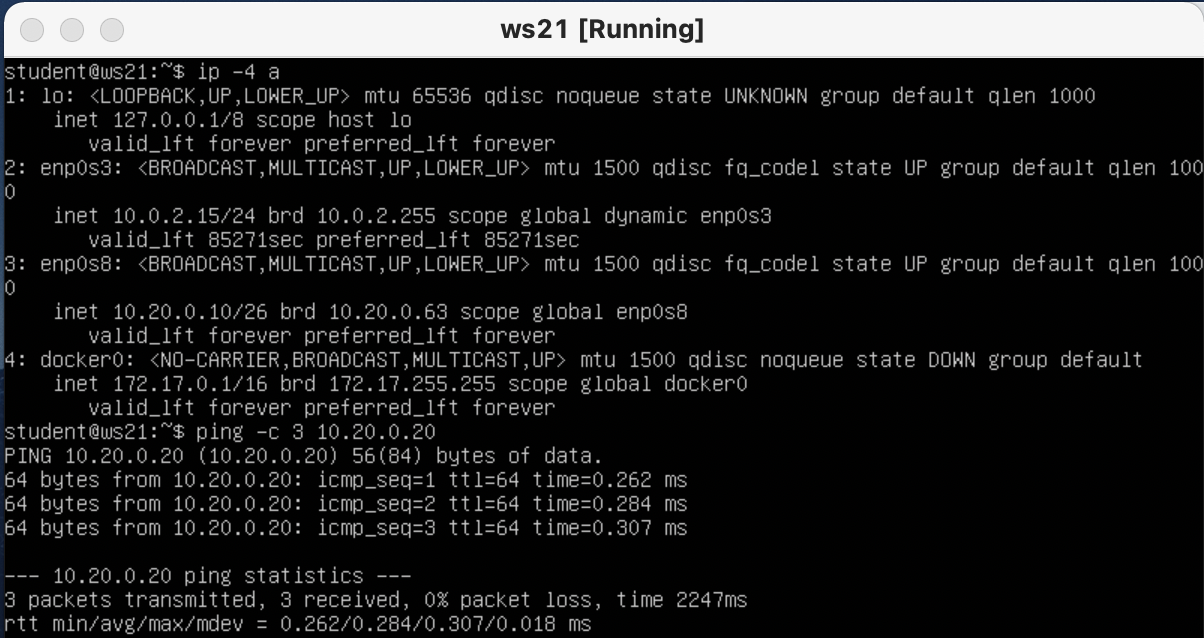 ws21 [Running]
student@ws21:~$ ip -4 a
1: lo: <LOOPBACK,UP,LOWER_UP> mtu 65536 qdisc noqueue state UNKNOWN group default qlen 1000
    inet 127.0.0.1/8 scope host lo
       valid_lft forever preferred_lft forever
2: enp0s3: <BROADCAST,MULTICAST,UP,LOWER_UP> mtu 1500 qdisc fq_codel state UP group default qlen 100
0
    inet 10.0.2.15/24 brd 10.0.2.255 scope global dynamic enp0s3
       valid_lft 85271sec preferred_lft 85271sec
3: enp0s8: <BROADCAST,MULTICAST,UP,LOWER_UP> mtu 1500 qdisc fq_codel state UP group default qlen 100
0
    inet 10.20.0.10/26 brd 10.20.0.63 scope global enp0s8
       valid_lft forever preferred_lft forever
4: docker0: <NO-CARRIER,BROADCAST,MULTICAST,UP> mtu 1500 qdisc noqueue state DOWN group default
    inet 172.17.0.1/16 brd 172.17.255.255 scope global docker0
       valid_lft forever preferred_lft forever
student@ws21:~$ ping -c 3 10.20.0.20
PING 10.20.0.20 (10.20.0.20) 56(84) bytes of data.
64 bytes from 10.20.0.20: icmp_seq=1 ttl=64 time=0.262 ms
64 bytes from 10.20.0.20: icmp_seq=2 ttl=64 time=0.284 ms
64 bytes from 10.20.0.20: icmp_seq=3 ttl=64 time=0.307 ms

--- 10.20.0.20 ping statistics ---
3 packets transmitted, 3 received, 0% packet loss, time 2247ms
rtt min/avg/max/mdev = 0.262/0.284/0.307/0.018 ms